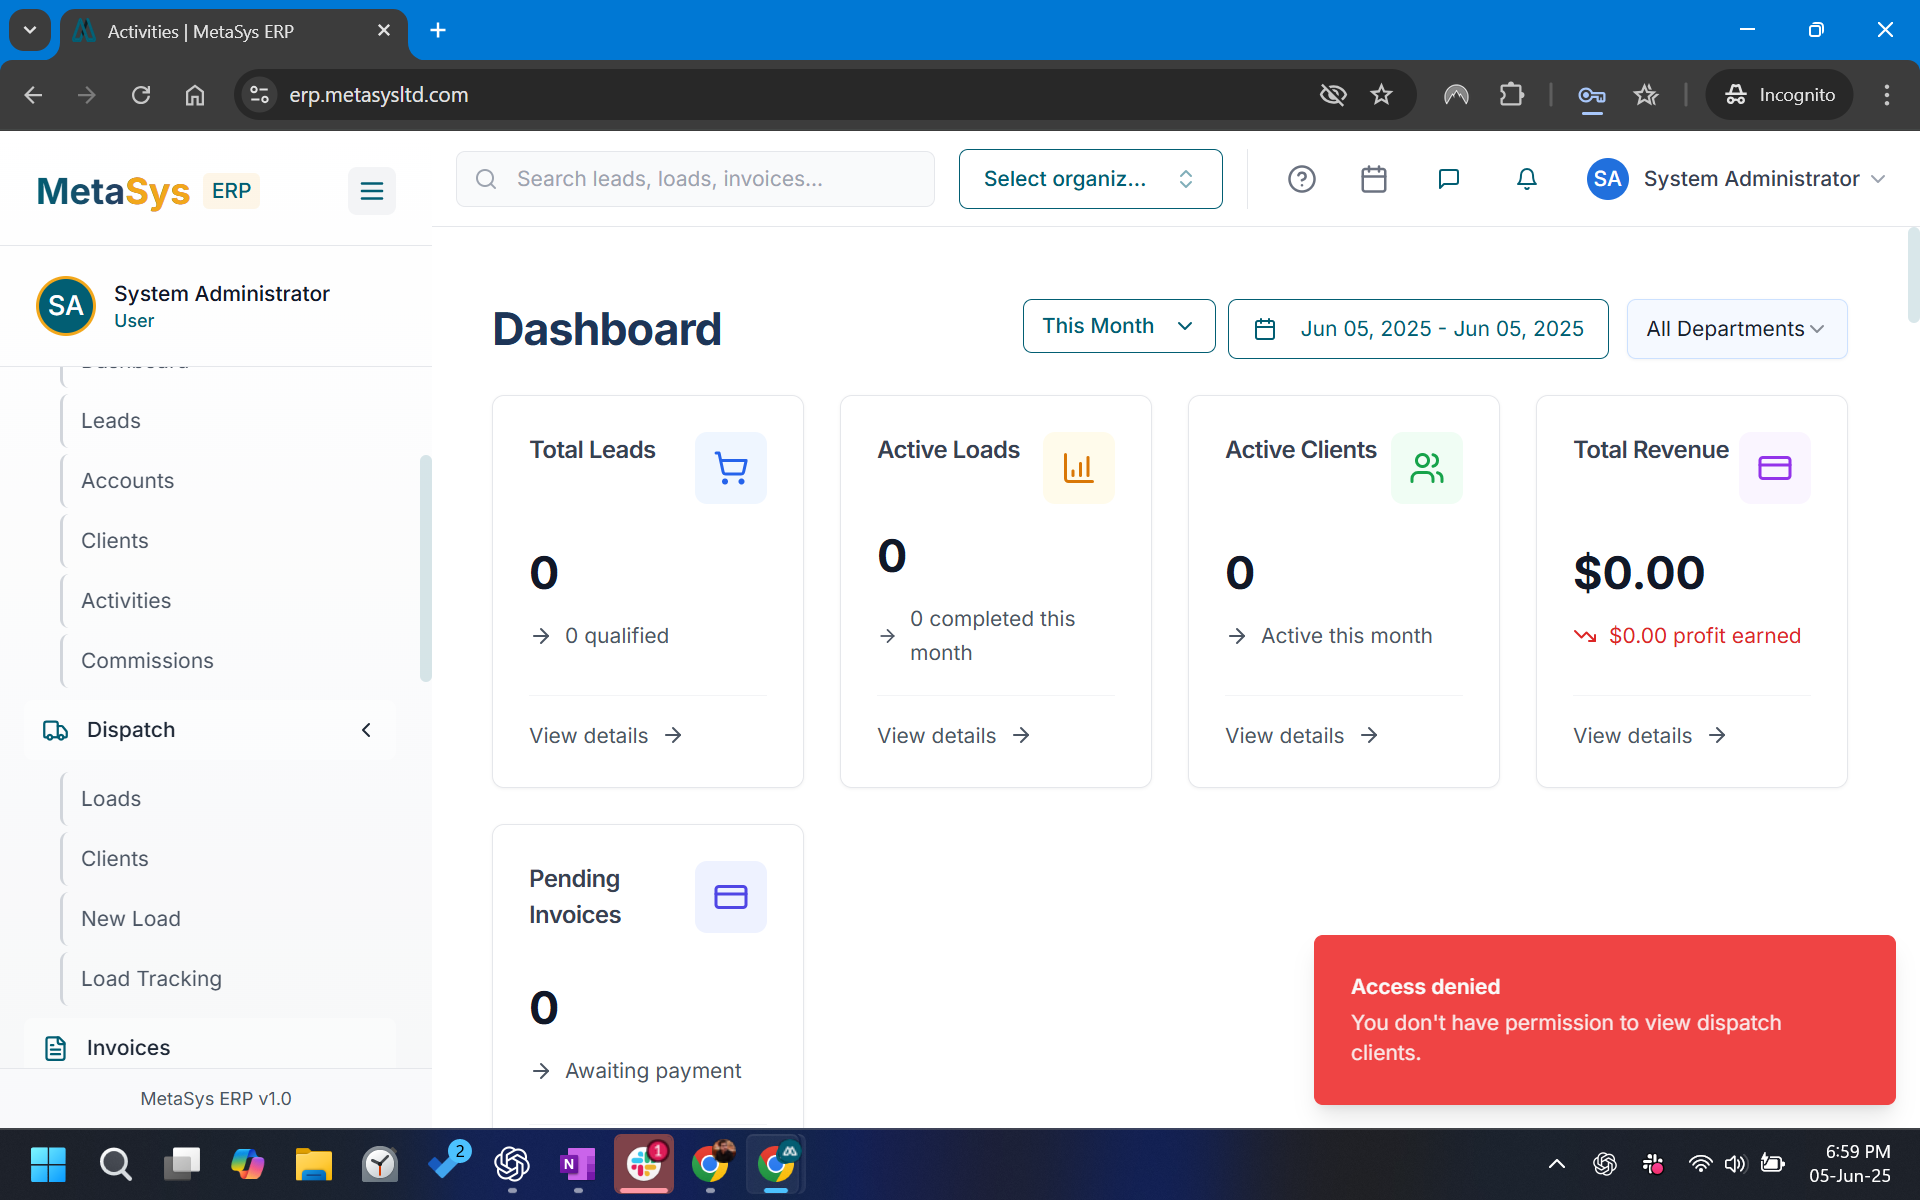 Activities | MetaSys ERP
erp.metasysltd.com
Incognito
MetaSys ERP
Search leads, loads, invoices...
Select organiz...
SA System Administrator
SA
System Administrator
User
Leads
Accounts
Clients
Activities
Commissions
Dispatch
Loads
Clients
New Load
Load Tracking
Invoices
MetaSys ERP v1.0
Dashboard
This Month
Jun 05, 2025 - Jun 05, 2025
All Departments
Total Leads
0
0 qualified
View details
Active Loads
0
0 completed this
month
View details
Active Clients
0
Active this month
View details
Total Revenue
$0.00
$0.00 profit earned
View details
Pending
Invoices
0
Awaiting payment
Access denied
You don't have permission to view dispatch
clients.
2
N
1
6:59 PM
05-Jun-25